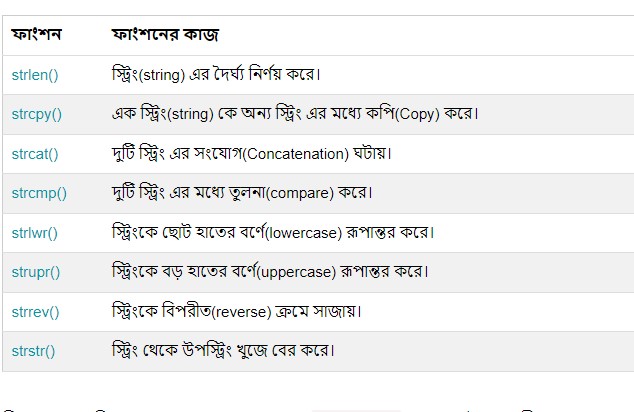 ফাংশন ফাংশনের কাজ
strlen() স্ট্রিং(string) এর দৈর্ঘ্য নির্ণয় করে।
strcpy() এক স্ট্রিং(string) কে অন্য স্ট্রিং এর মধ্যে কপি(Copy) করে।
strcat() দুটি স্ট্রিং এর সংযোগ(Concatenation) ঘটায়।
strcmp() দুটি স্ট্রিং এর মধ্যে তুলনা(compare) করে।
strlwr() স্ট্রিংকে ছোট হাতের বর্ণে(lowercase) রূপান্তর করে।
strupr() স্ট্রিংকে বড় হাতের বর্ণে(uppercase) রূপান্তর করে।
strrev() স্ট্রিংকে বিপরীত(reverse) ক্রমে সাজায়।
strstr() স্ট্রিং থেকে উপস্ট্রিং খুজে বের করে।